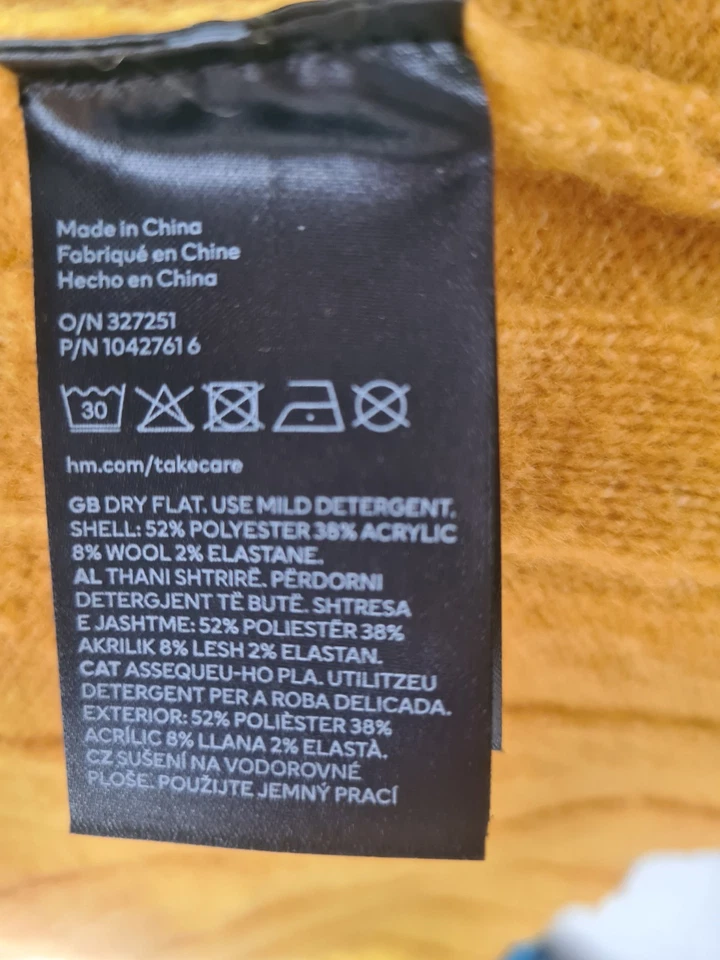 Made in China
Fabriqué en Chine
Hecho en China
O/N 327251
P/N 10427616
30
hm.com/takecare
GB DRY FLAT. USE MILD DETERGENT.
SHELL: 52% POLYESTER 38% ACRYLIC
8% WOOL 2% ELASTANE.
AL THANI SHTRIRË. PËRDORNI
DETERGJENT TË BUTË. SHTRESA
E JASHTME: 52% POLIESTËR 38%
AKRILIK 8% LESH 2% ELASTAN.
CAT ASSEQUEU-HO PLA. UTILITZEU
DETERGENT PER A ROBA DELICADA.
EXTERIOR: 52% POLIÈSTER 38%
ACRÍLIC 8% LLANA 2% ELASTÀ.
CZ SUŠENÍ NA VODOROVNÉ
PLOŠE. POUŽIJTE JEMNÝ PRACÍ